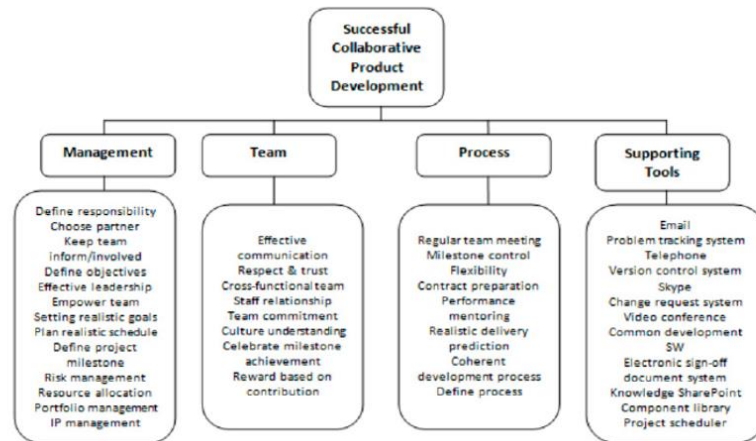 Successful
Collaborative
Product
Development
Management
Team
Process
Supporting
Tools
Define responsibility
Choose partner
Keep team
inform/involved
Define objectives
Effective leadership
Empower team
Setting realistic goals
Plan realistic schedule
Define project
milestone
Risk management
Resource allocation
Portfolio management
IP management
Effective
communication
Respect & trust
Cross-functional team
Staff relationship
Team commitment
Culture understanding
Celebrate milestone
achievement
Reward based on
contribution
Regular team meeting
Milestone control
Flexibility
Contract preparation
Performance
mentoring
Realistic delivery
prediction
Coherent
development process
Define process
Email
Problem tracking system
Telephone
Version control system
Skype
Change request system
Video conference
Common development
SW
Electronic sign-off
document system
Knowledge SharePoint
Component library
Project scheduler